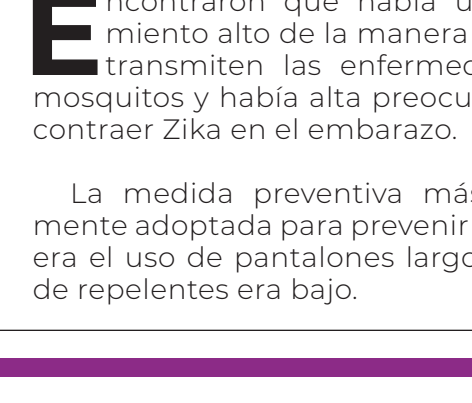 Encontraron que había u
miento alto de la manera
transmiten las enfermed
mosquitos y había alta preocu
contraer Zika en el embarazo.
La medida preventiva más
mente adoptada para prevenir
era el uso de pantalones largo
de repelentes era bajo.